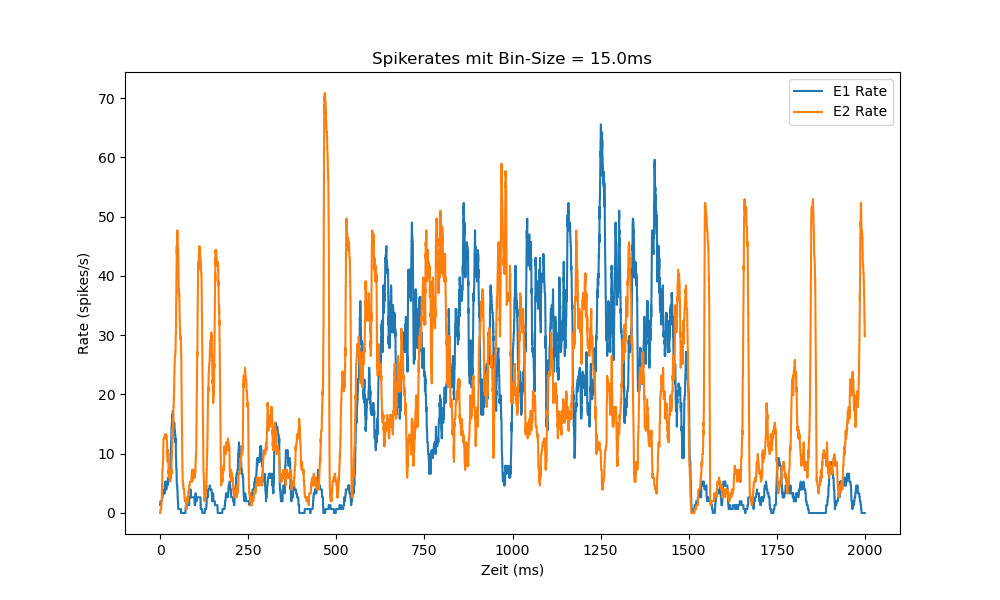 Spikerates mit Bin-Size = 15.0ms
E1 Rate
E2 Rate
Rate (spikes/s)
70
60
50
40
30
20
10
0
0 250 500 750 1000 1250 1500 1750 2000
Zeit (ms)